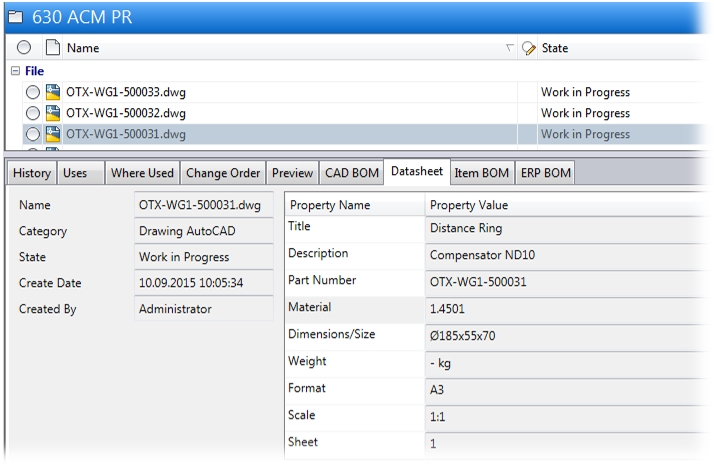 630 ACM PR
Name State
File
OTX-WG1-500033.dwg Work in Progress
OTX-WG1-500032.dwg Work in Progress
OTX-WG1-500031.dwg Work in Progress
History Uses Where Used Change Order Preview CAD BOM Datasheet Item BOM ERP BOM
Name OTX-WG1-500031.dwg
Category Drawing AutoCAD
State Work in Progress
Create Date 10.09.2015 10:05:34
Created By Administrator
Property Name Property Value
Title Distance Ring
Description Compensator ND10
Part Number OTX-WG1-500031
Material 1.4501
Dimensions/Size Ø185x55x70
Weight - kg
Format A3
Scale 1:1
Sheet 1